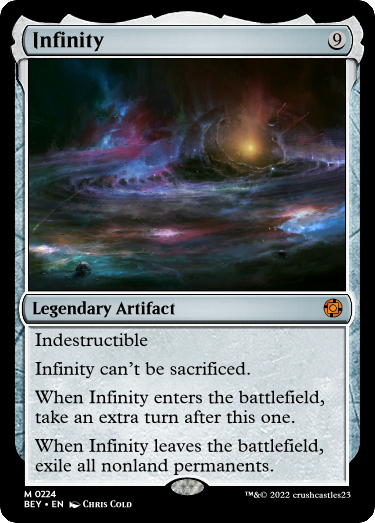 Infinity 9
Legendary Artifact
Indestructible
Infinity can't be sacrificed.
When Infinity enters the battlefield,
take an extra turn after this one.
When Infinity leaves the battlefield,
exile all nonland permanents.
M 0224
BEY • EN Chris Cold
™&© 2022 crushcastles23